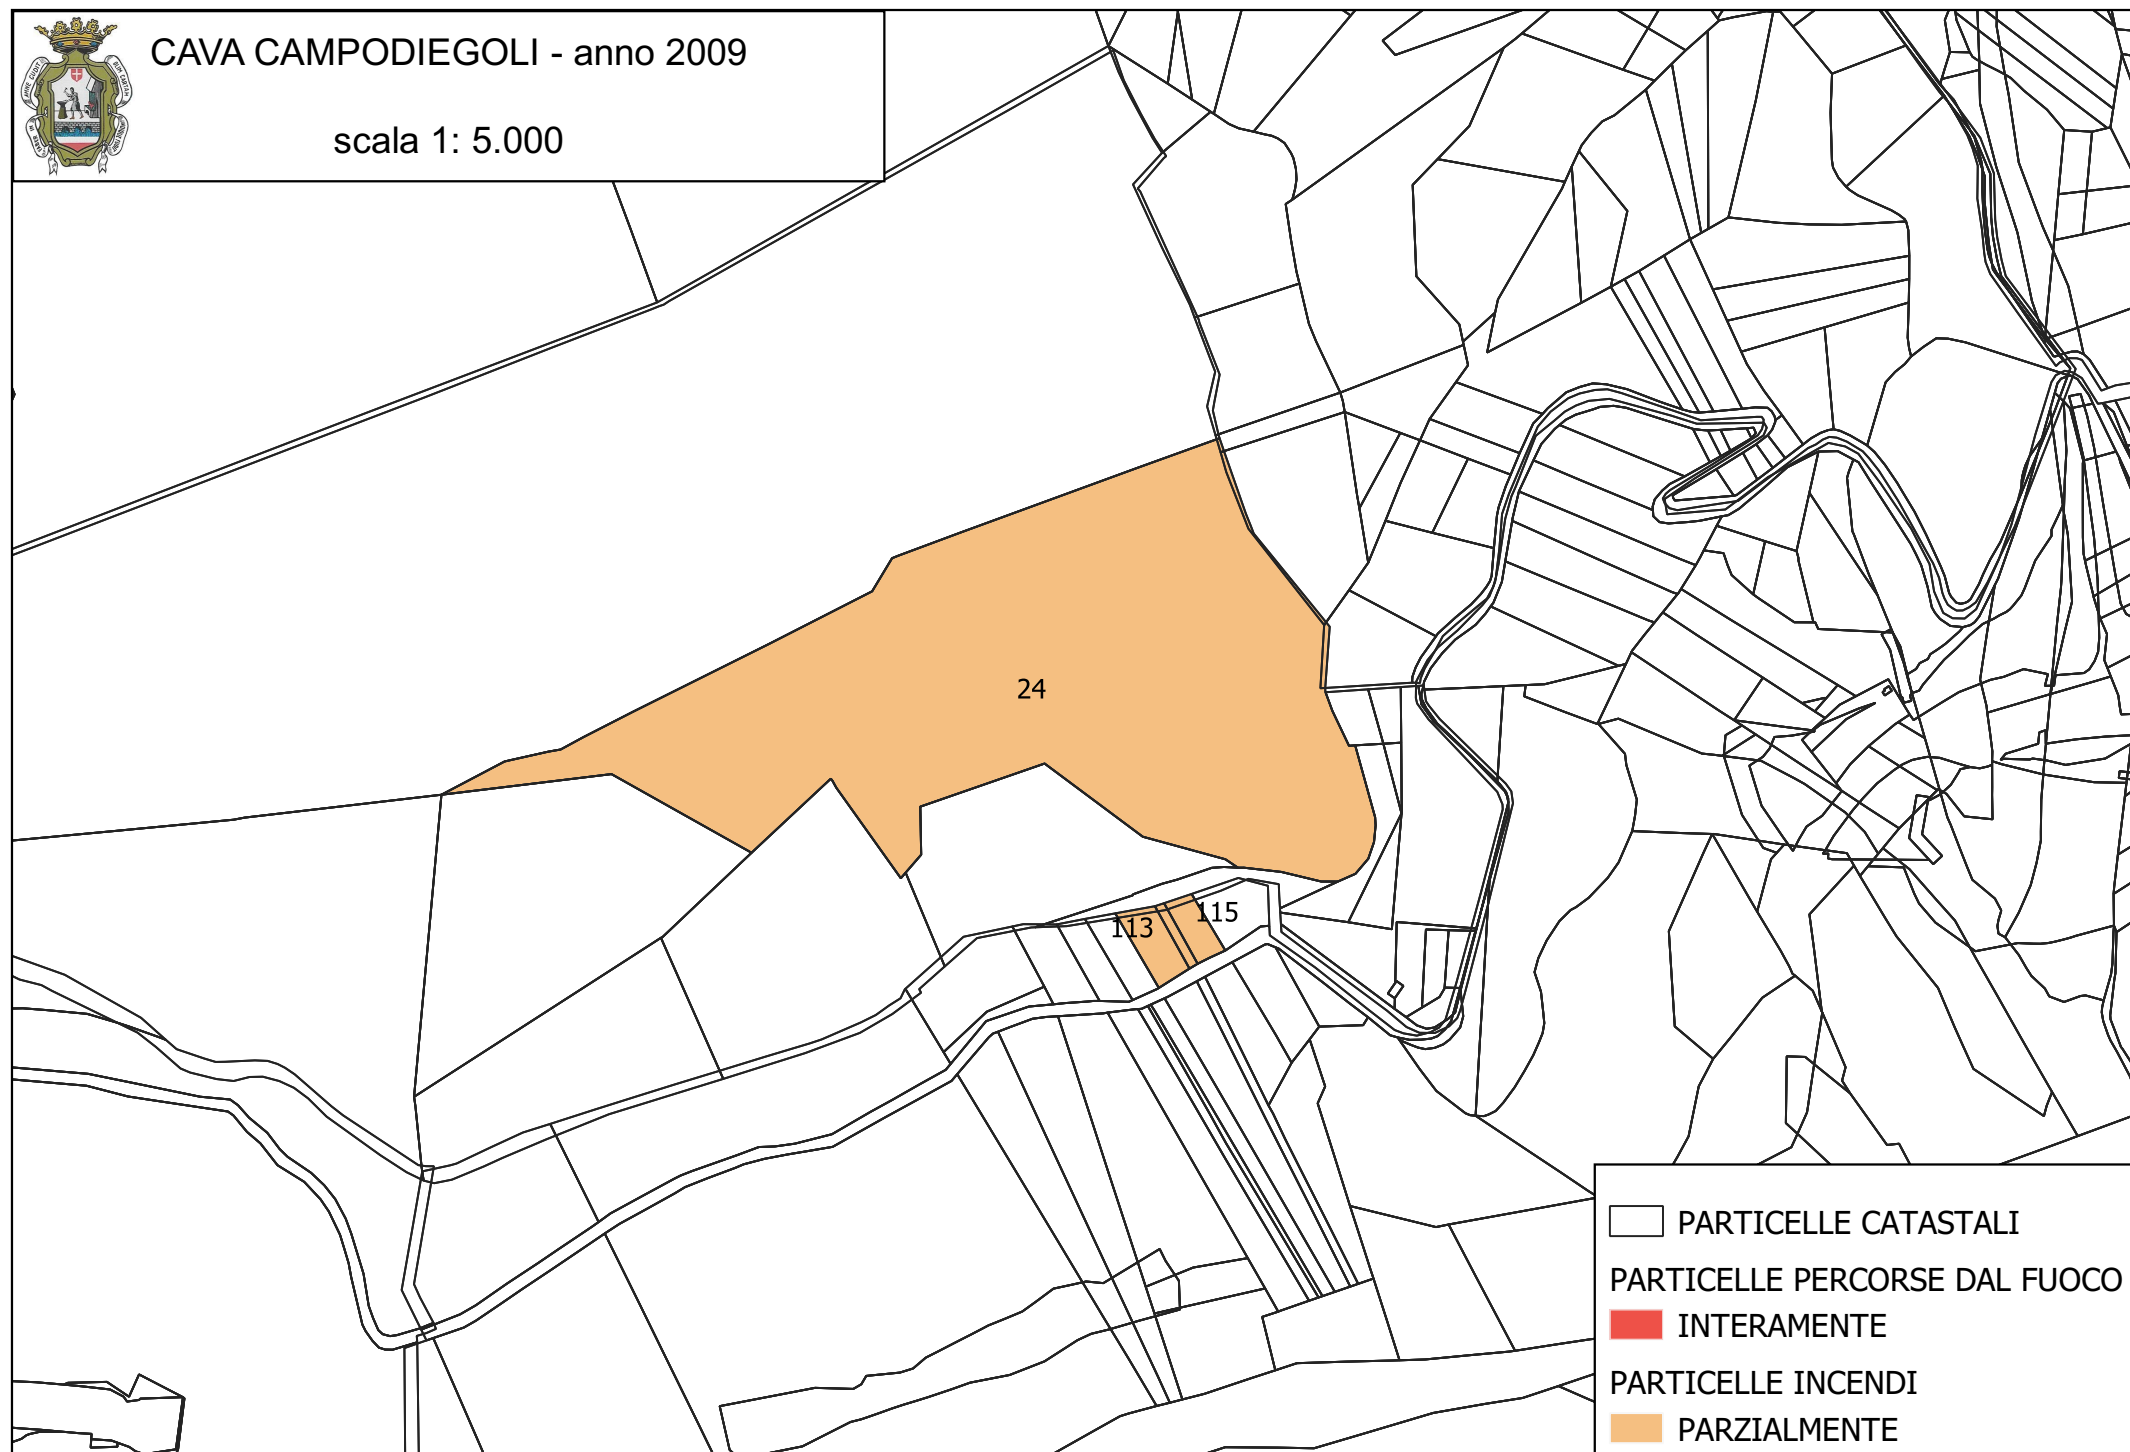 CAVA CAMPODIEGOLI - anno 2009
scala 1: 5.000
24
113
115
PARTICELLE CATASTALI
PARTICELLE PERCORSE DAL FUOCO
INTERAMENTE
PARTICELLE INCENDI
PARZIALMENTE